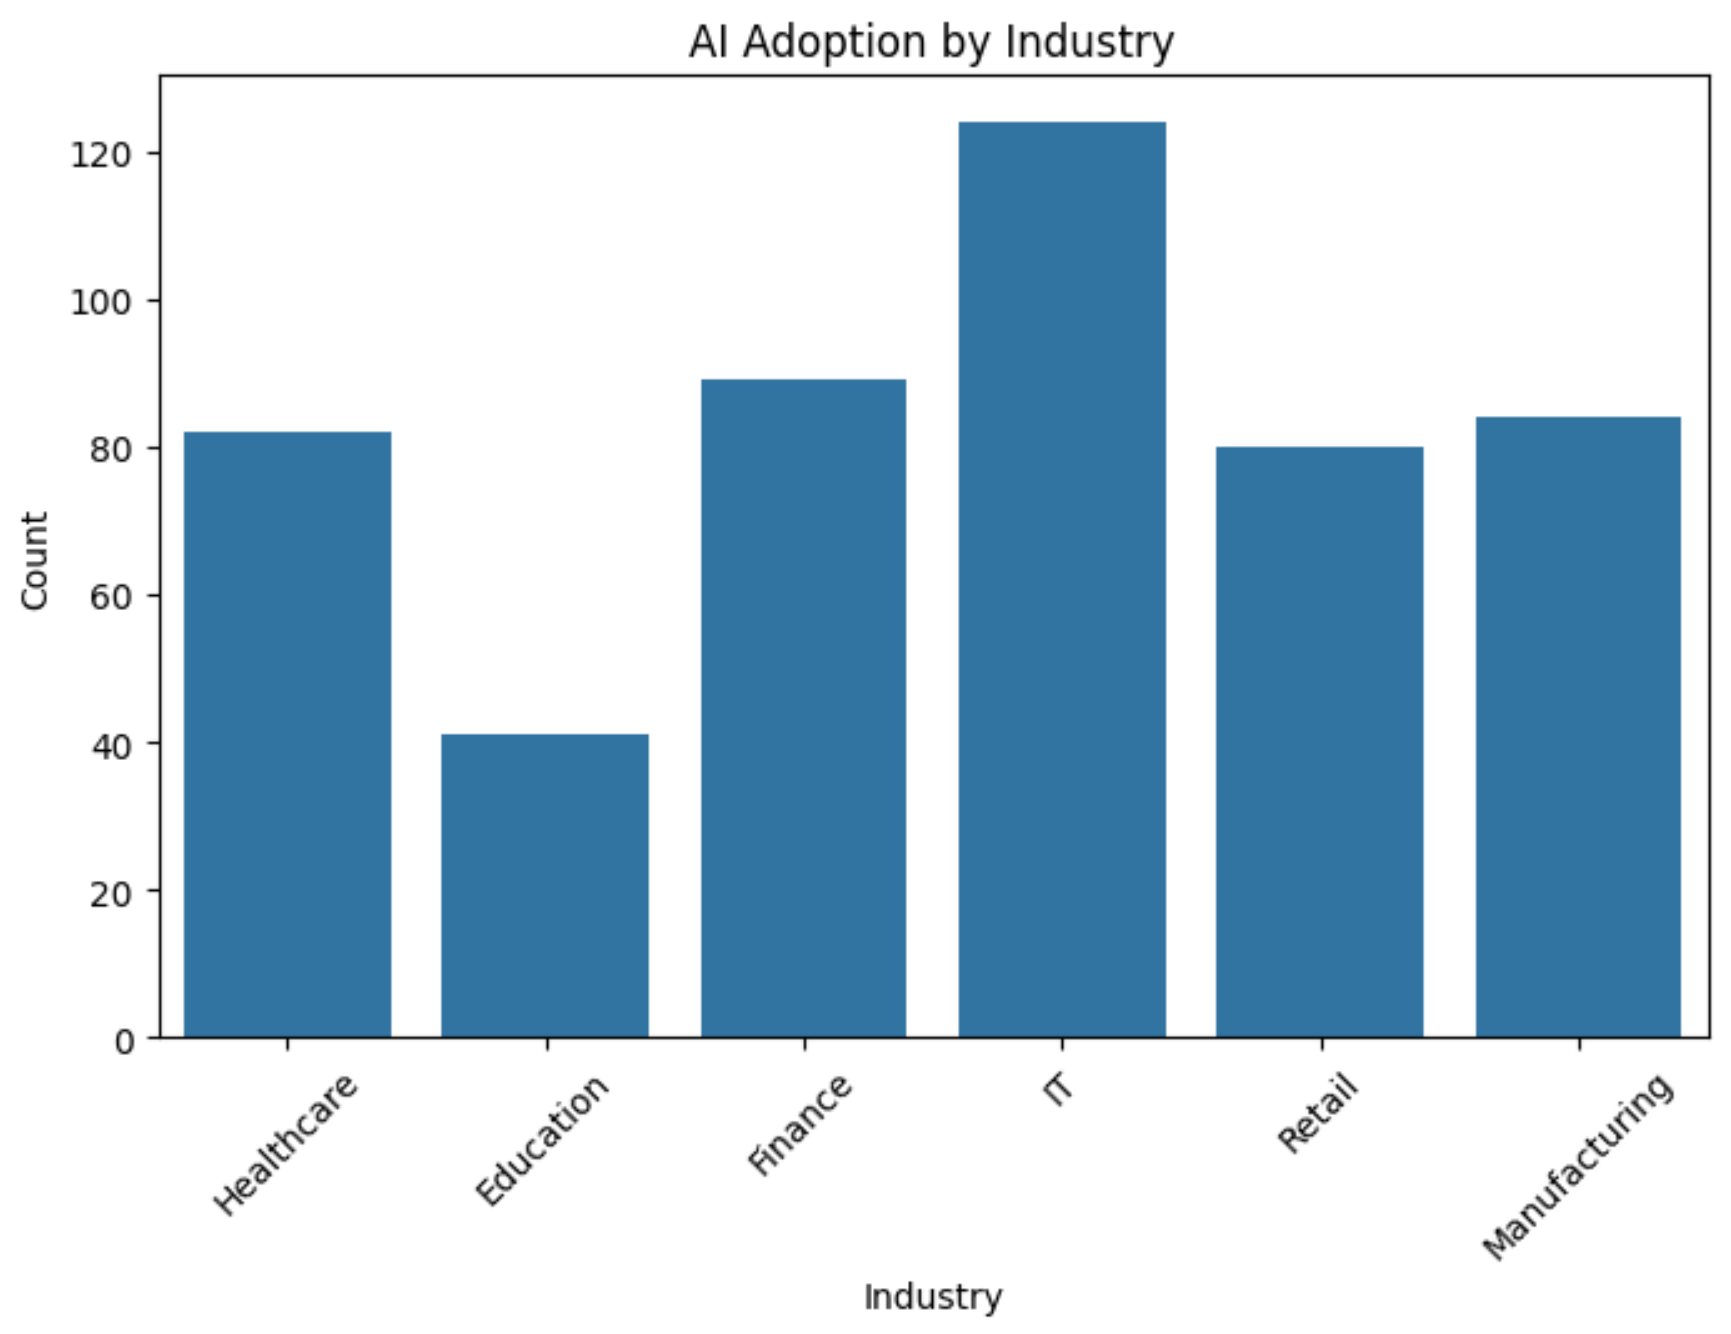 AI Adoption by Industry
120
100
80
60
40
20
0
Count
Healthcare
Education
Finance
IT
Retail
Manufacturing
Industry